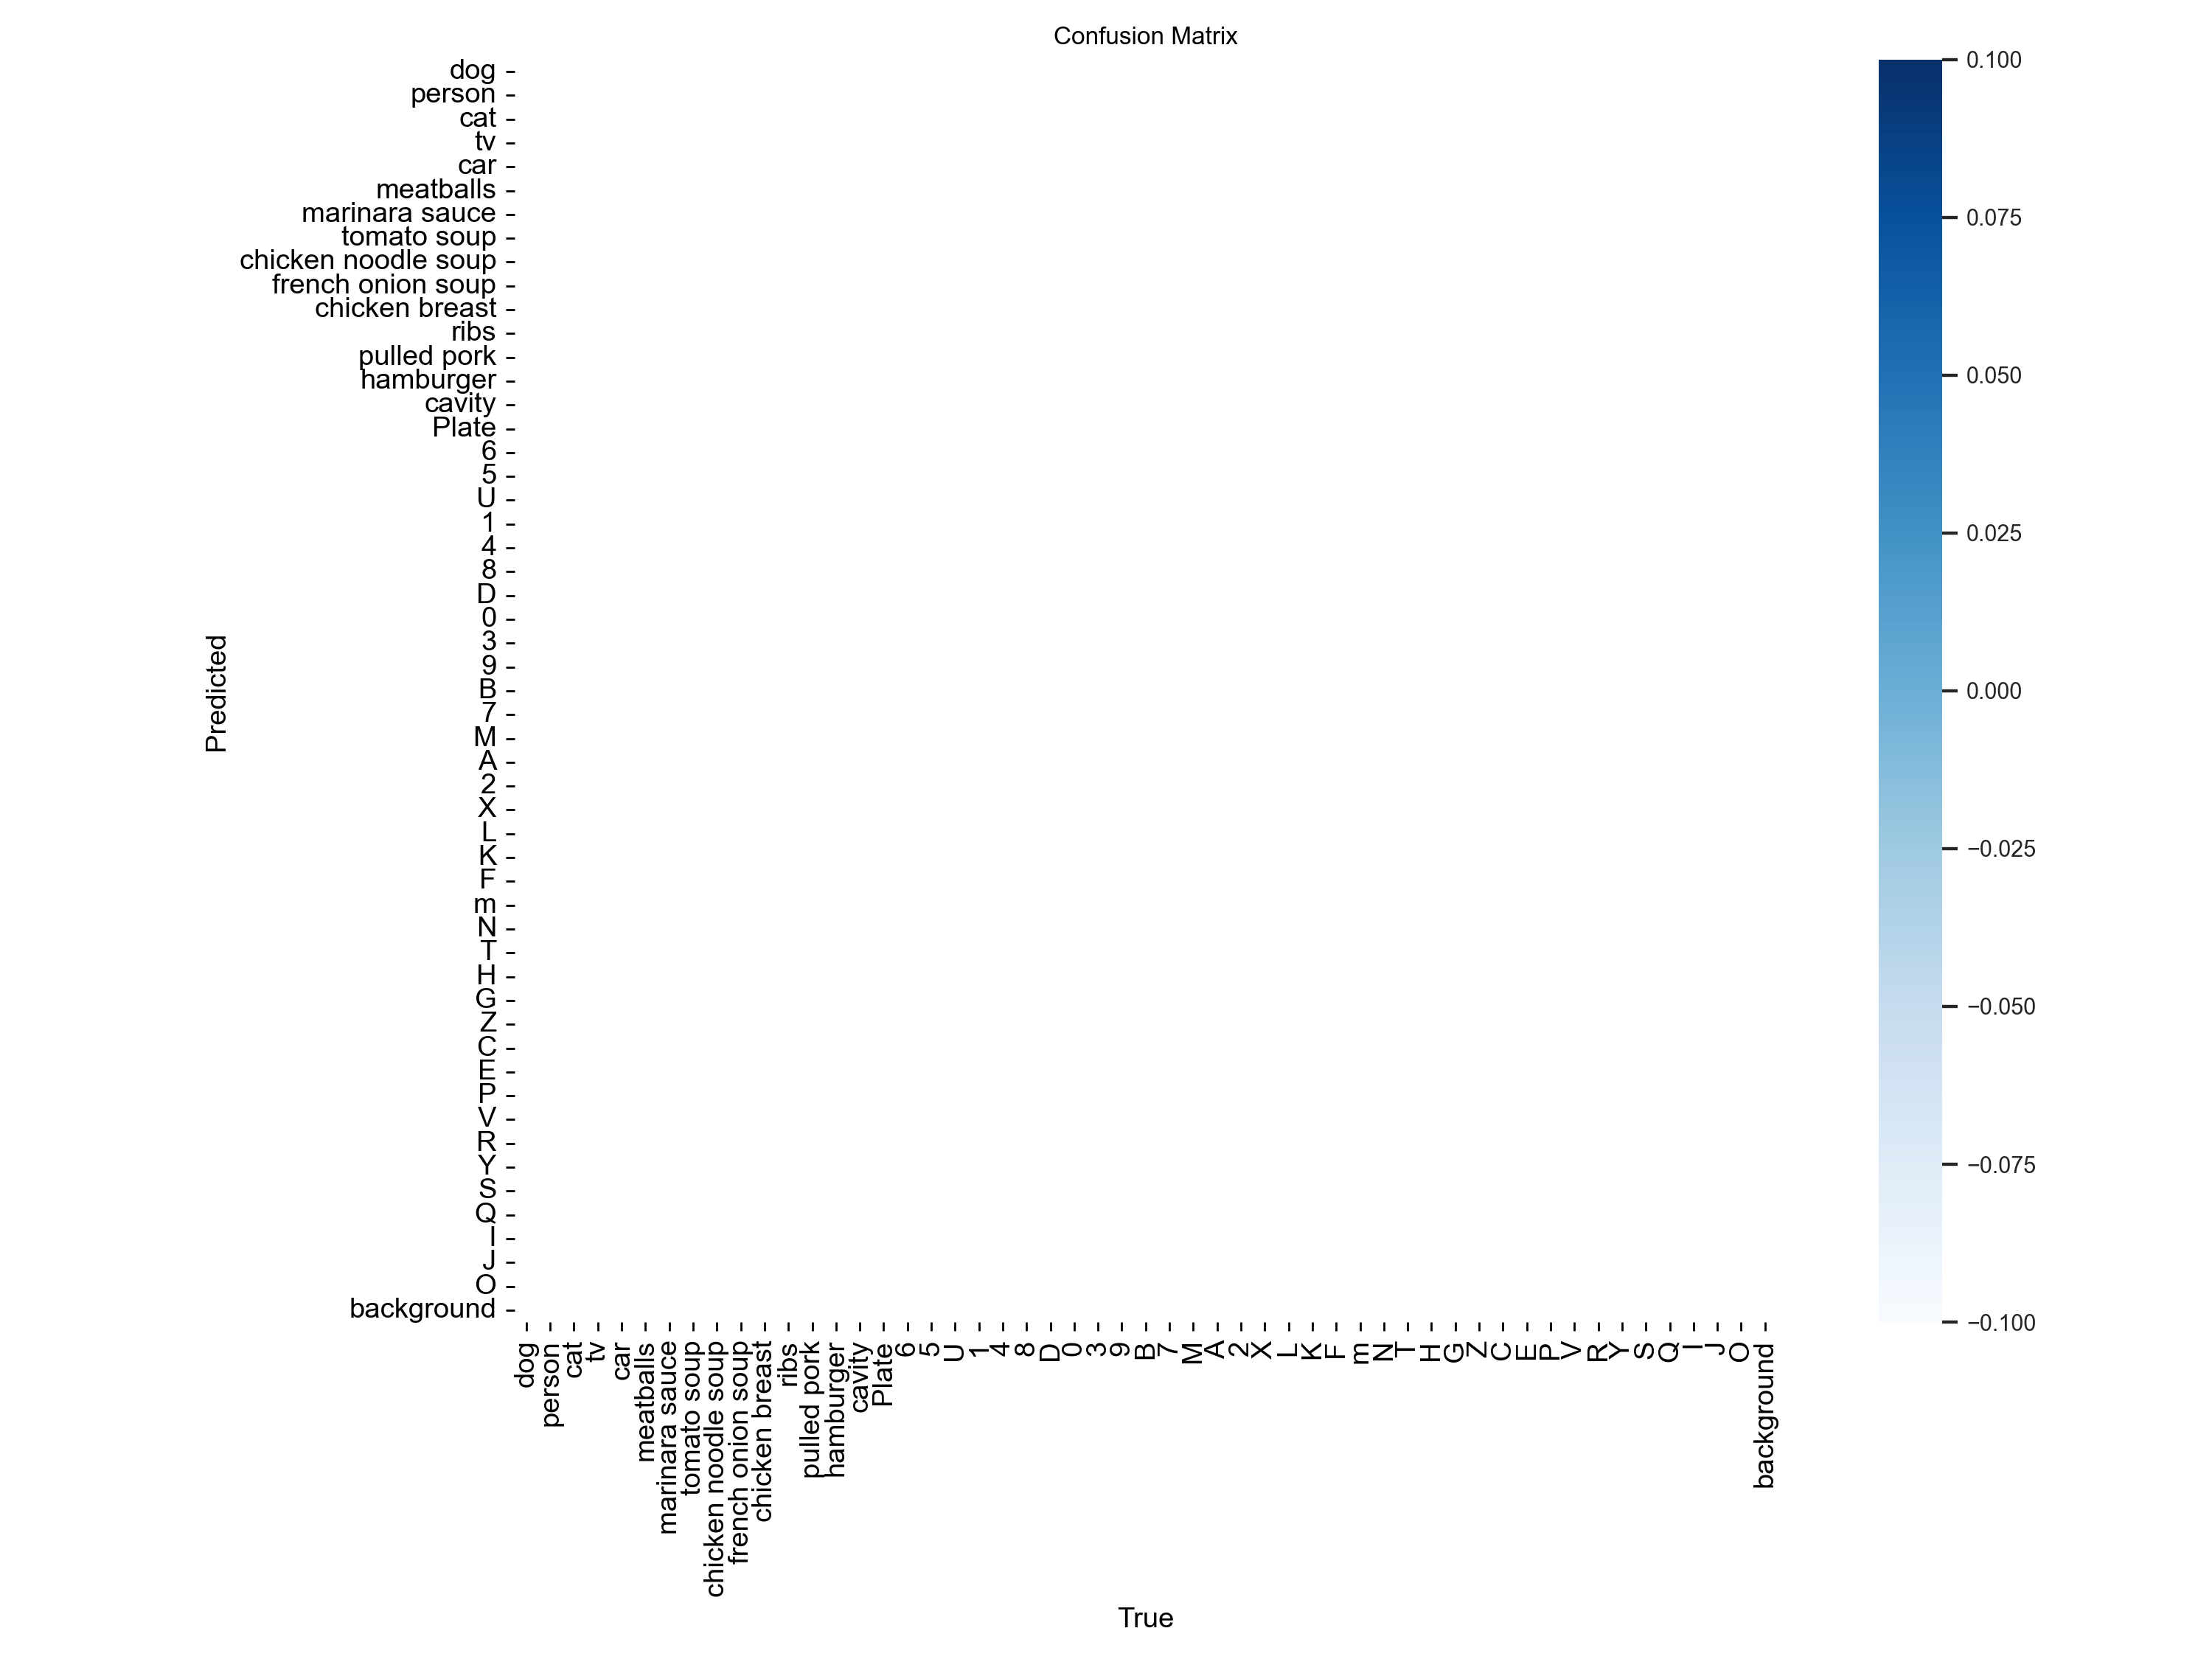 Confusion Matrix
dog
person
cat
tv
car
meatballs
marinara sauce
tomato soup
chicken noodle soup
french onion soup
chicken breast
ribs
pulled pork
hamburger
cavity
Plate
6
5
U
1
4
8
D
0
3
9
B
7
M
A
2
X
L
K
F
m
N
T
H
G
Z
C
E
P
V
R
Y
S
Q
I
J
O
background
Predicted
dog
person
cat
tv
car
meatballs
marinara sauce
tomato soup
chicken noodle soup
french onion soup
chicken breast
ribs
pulled pork
hamburger
cavity
Plate
6
5
U
1
4
8
D
0
3
9
B
7
M
A
2
X
L
K
F
m
N
T
H
G
Z
C
E
P
V
R
Y
S
Q
I
J
O
background
True
0.100
0.075
0.050
0.025
0.000
−0.025
−0.050
−0.075
−0.100